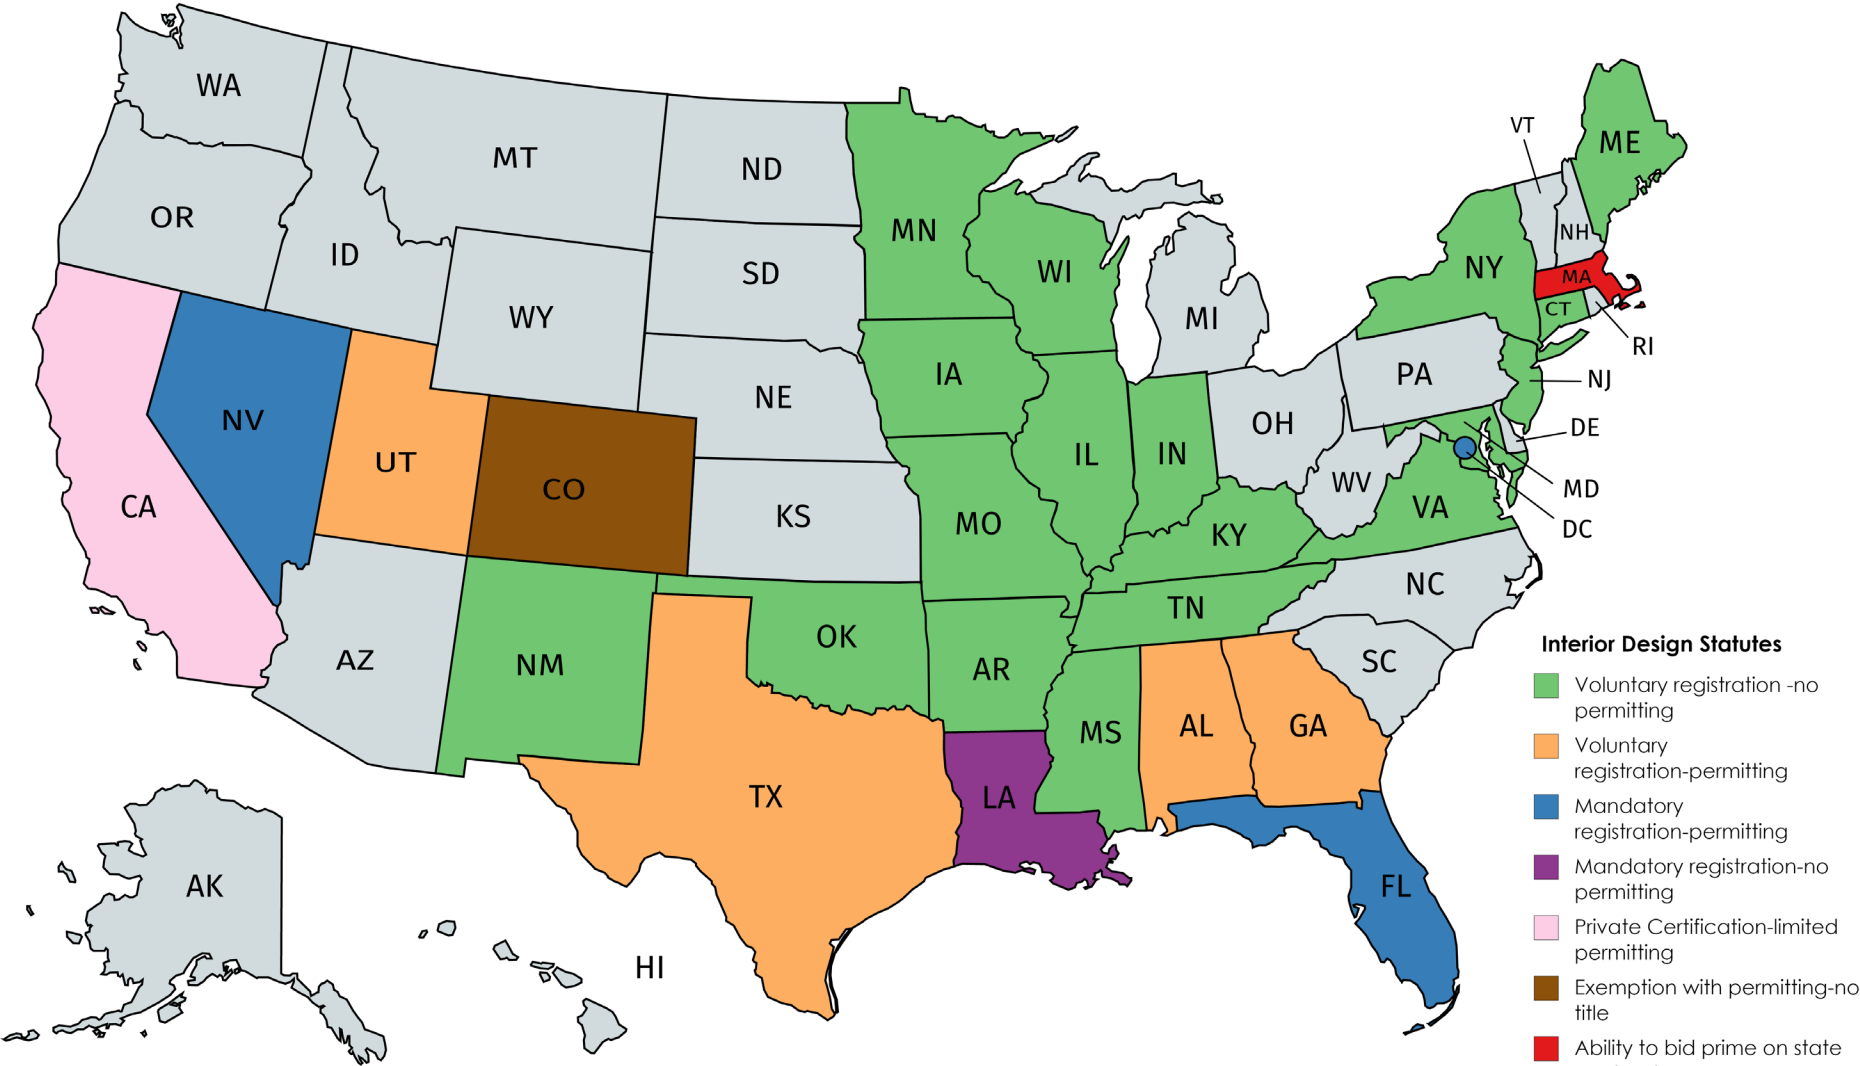 WA
MT
ND
OR
ID
MN
VT
ME
NH
SD
WI
NY
MA
WY
MI
CT
RI
NE
IA
PA
NJ
NV
UT
CO
CA
KS
IL
IN
OH
DE
WV
MD
VA
DC
MO
KY
AZ
NM
OK
AR
TN
NC
SC
MS
AL
GA
TX
LA
FL
AK
HI
Interior Design Statutes
Voluntary registration -no
permitting
Voluntary
registration-permitting
Mandatory
registration-permitting
Mandatory registration-no
permitting
Private Certification-limited
permitting
Exemption with permitting-no
title
Ability to bid prime on state